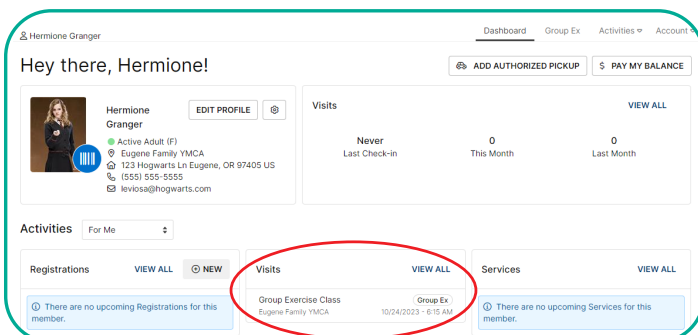 Hermione Granger
Dashboard Group Ex Activities Account
Hey there, Hermione!
ADD AUTHORIZED PICKUP
$ PAY MY BALANCE
Hermione Granger
EDIT PROFILE
Active Adult (F)
Eugene Family YMCA
123 Hogwarts Ln Eugene, OR 97405 US
(555) 555-5555
leviosa@hogwarts.com
Visits VIEW ALL
Never 0 0
Last Check-in This Month Last Month
Activities For Me
Registrations VIEW ALL NEW
There are no upcoming Registrations for this
member.
Visits VIEW ALL
Group Exercise Class Group Ex
Eugene Family YMCA 10/24/2023 - 6:15 AM
Services VIEW ALL
There are no upcoming Services for this
member.